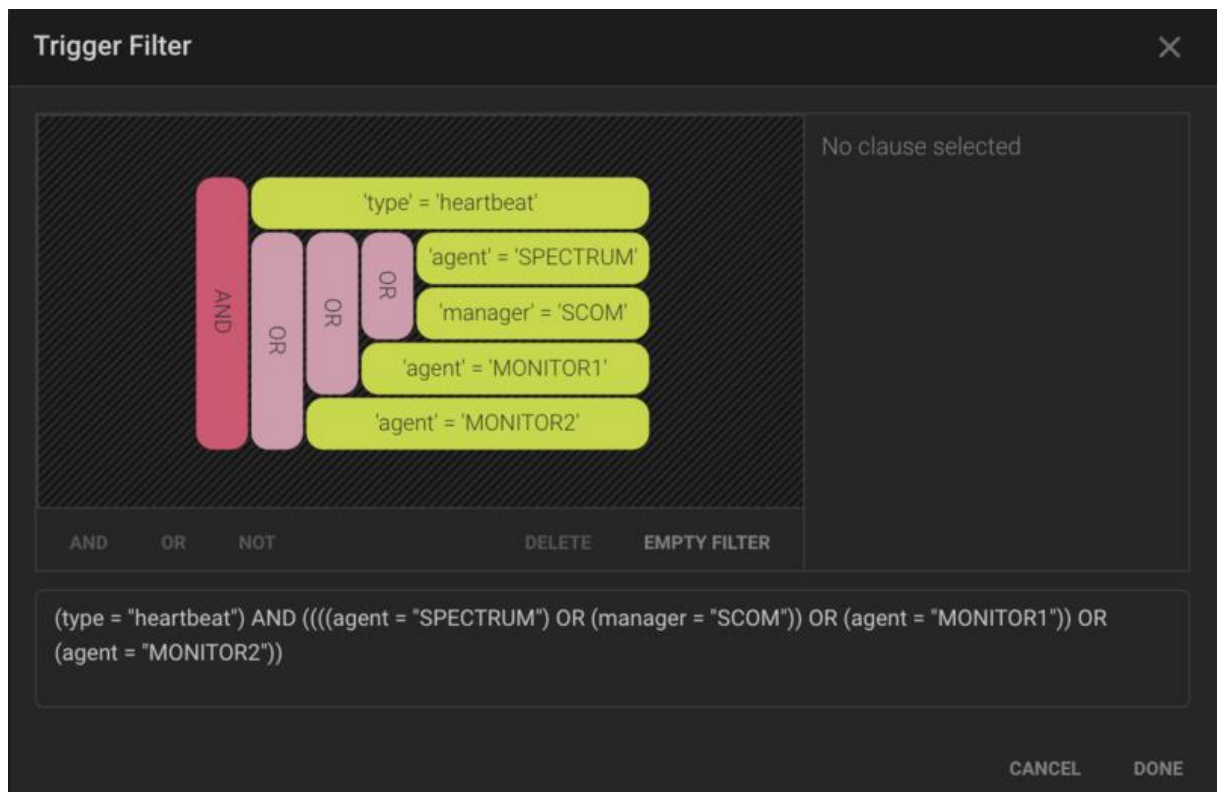 Trigger Filter
No clause selected
'type' = 'heartbeat'
AND
OR
OR
OR
'agent' = 'SPECTRUM'
'manager' = 'SCOM'
'agent' = 'MONITOR1'
'agent' = 'MONITOR2'
AND OR NOT DELETE EMPTY FILTER
(type = "heartbeat") AND ((((agent = "SPECTRUM") OR (manager = "SCOM")) OR (agent = "MONITOR1")) OR
(agent = "MONITOR2"))
CANCEL DONE